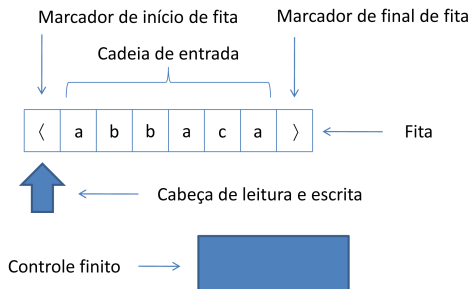 Marcador de início de fita
Marcador de final de fita
Cadeia de entrada
〈 a b b a c a 〉
Fita
Cabeça de leitura e escrita
Controle finito